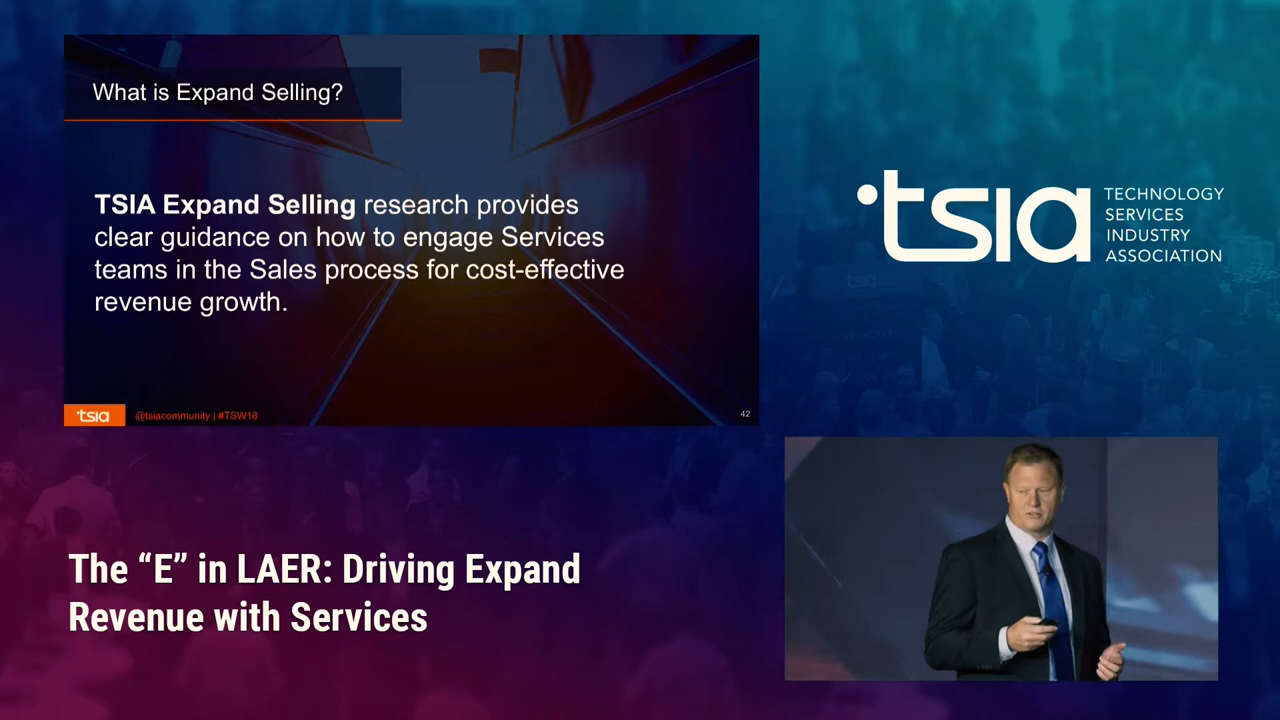 What is Expand Selling?
TSIA Expand Selling research provides
clear guidance on how to engage Services
teams in the Sales process for cost-effective
revenue growth.
tsia
@tsiacommunity | #TSW18
42
tsia
TECHNOLOGY
SERVICES
INDUSTRY
ASSOCIATION
The “E” in LAER: Driving Expand
Revenue with Services